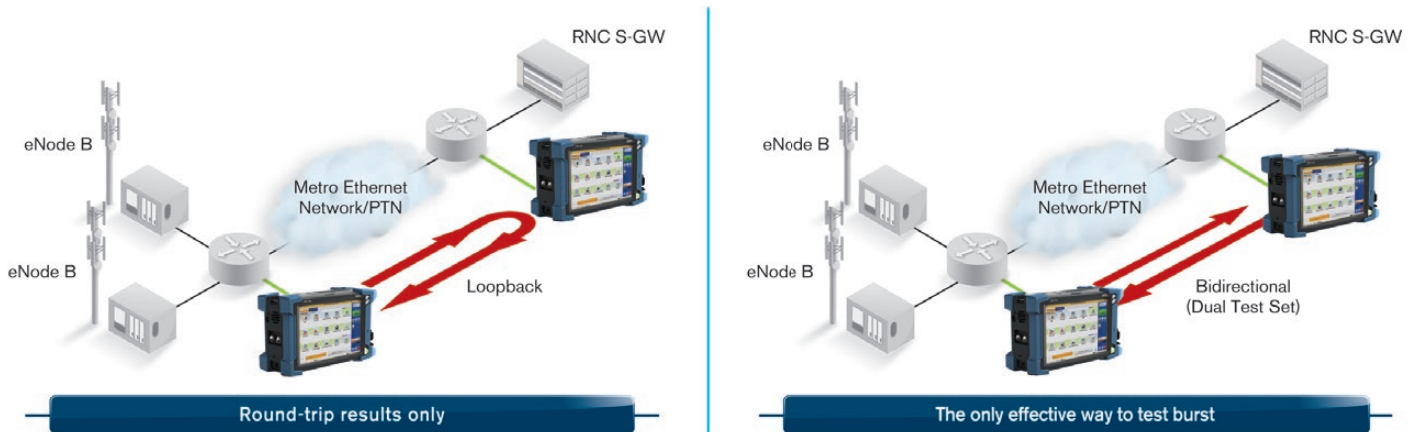 RNC S-GW
eNode B
Metro Ethernet
Network/PTN
eNode B
Loopback
Round-trip results only
RNC S-GW
eNode B
Metro Ethernet
Network/PTN
eNode B
Bidirectional
(Dual Test Set)
The only effective way to test burst